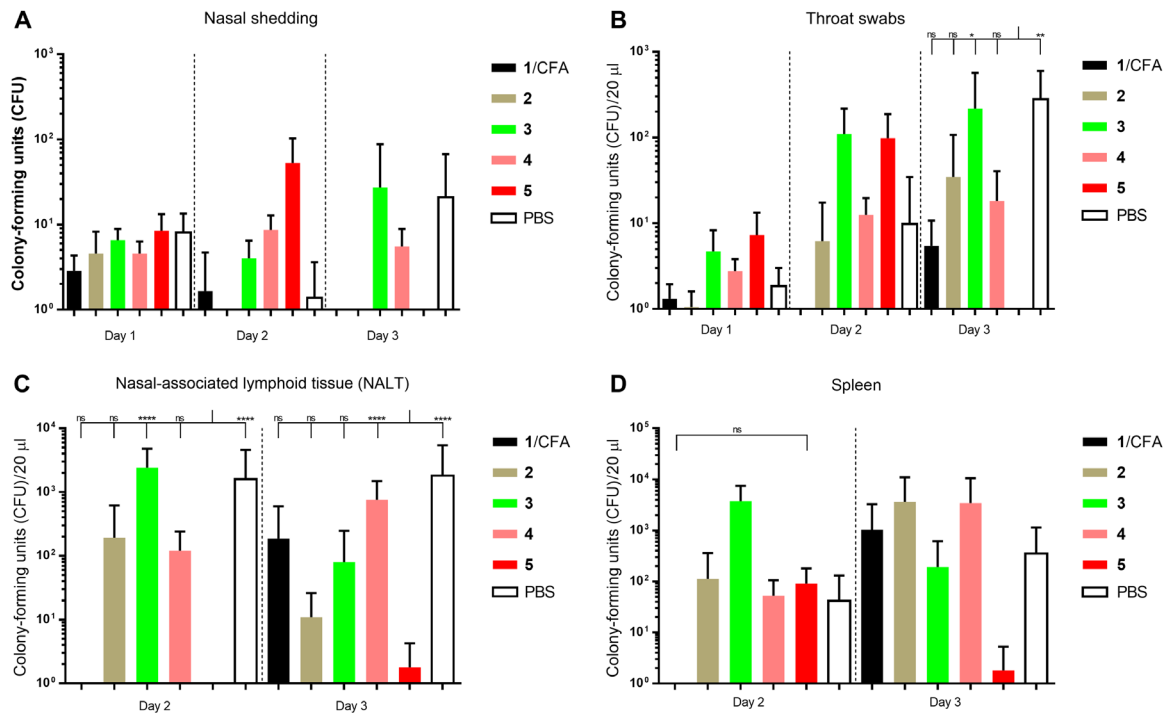 A
Nasal shedding
Colony-forming units (CFU)
10³
10²
10¹
10⁰
Day 1
Day 2
Day 3
1/CFA
2
3
4
5
PBS
B
Throat swabs
ns ns * ns **
Colony-forming units (CFU)/20 µl
10³
10²
10¹
10⁰
Day 1
Day 2
Day 3
1/CFA
2
3
4
5
PBS
C
Nasal-associated lymphoid tissue (NALT)
ns ns **** ns **** ns ns ns **** ****
Colony-forming units (CFU)/20 µl
10⁴
10³
10²
10¹
10⁰
Day 2
Day 3
1/CFA
2
3
4
5
PBS
D
Spleen
ns
Colony-forming units (CFU)/20 µl
10⁵
10⁴
10³
10²
10¹
10⁰
Day 2
Day 3
1/CFA
2
3
4
5
PBS